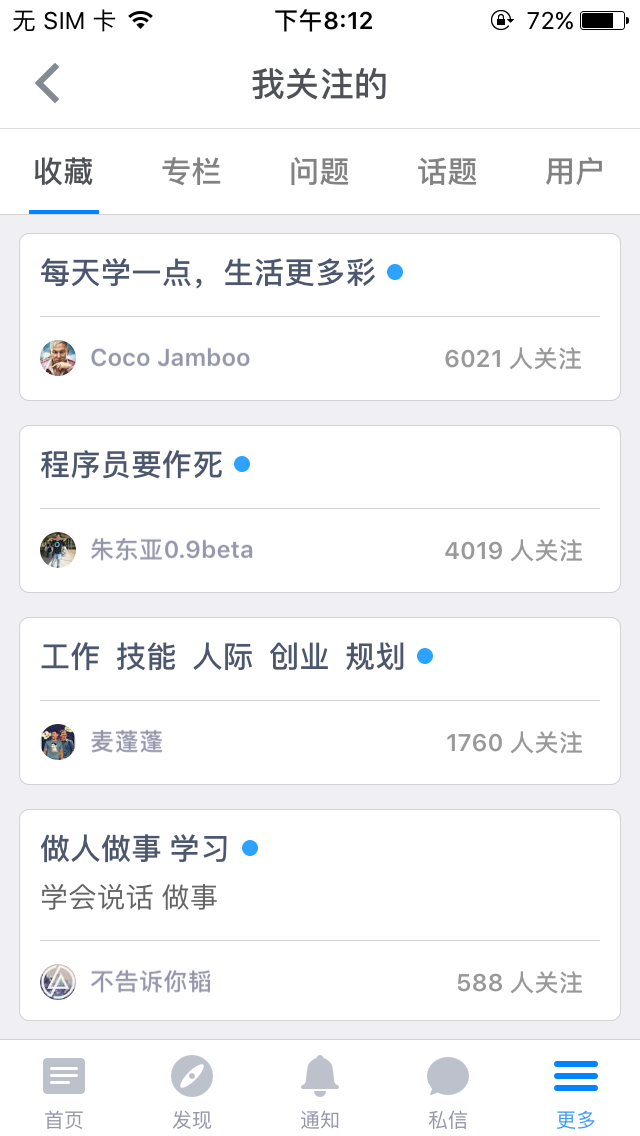 无 SIM 卡 下午8:12 72%
我关注的
收藏 专栏 问题 话题 用户
每天学一点，生活更多彩
Coco Jamboo 6021 人关注
程序员要作死
朱东亚0.9beta 4019 人关注
工作 技能 人际 创业 规划
麦蓬蓬 1760 人关注
做人做事 学习
学会说话 做事
不告诉你韬 588 人关注
首页 发现 通知 私信 更多